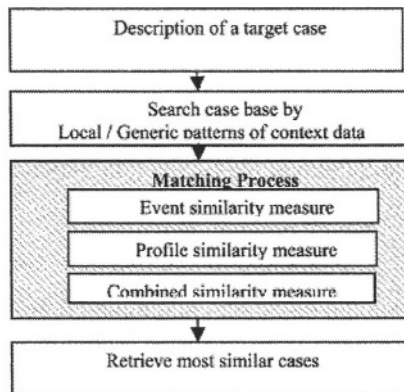 Description of a target case
Search case base by
Local / Generic patterns of context data
Matching Process
Event similarity measure
Profile similarity measure
Combined similarity measure
Retrieve most similar cases